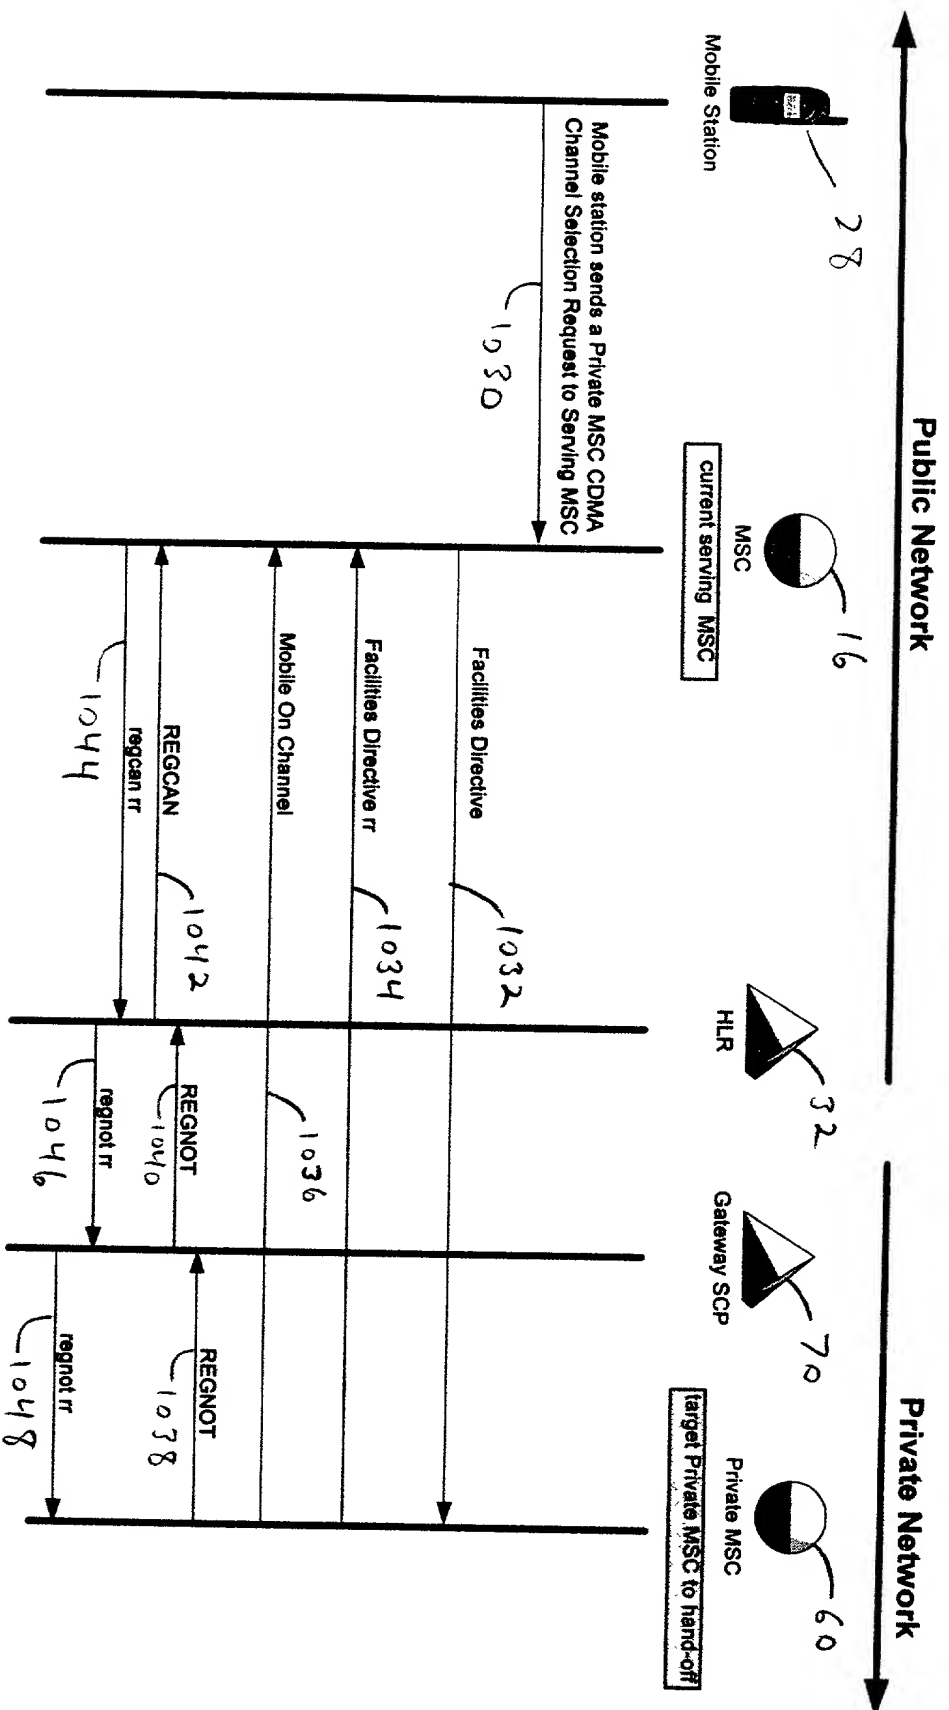 Public Network
Private Network
28
16
32
70
60
Mobile Station
MSC
HLR
Gateway SCP
Private MSC
current serving MSC
target Private MSC to hand-off
Mobile station sends a Private MSC CDMA
Channel Selection Request to Serving MSC
1030
Facilities Directive
1032
Facilities Directive rr
1034
Mobile On Channel
1036
REGNOT
1038
REGNOT
1040
REGCAN
1042
regcan rr
1044
regnot rr
1046
regnot rr
1048